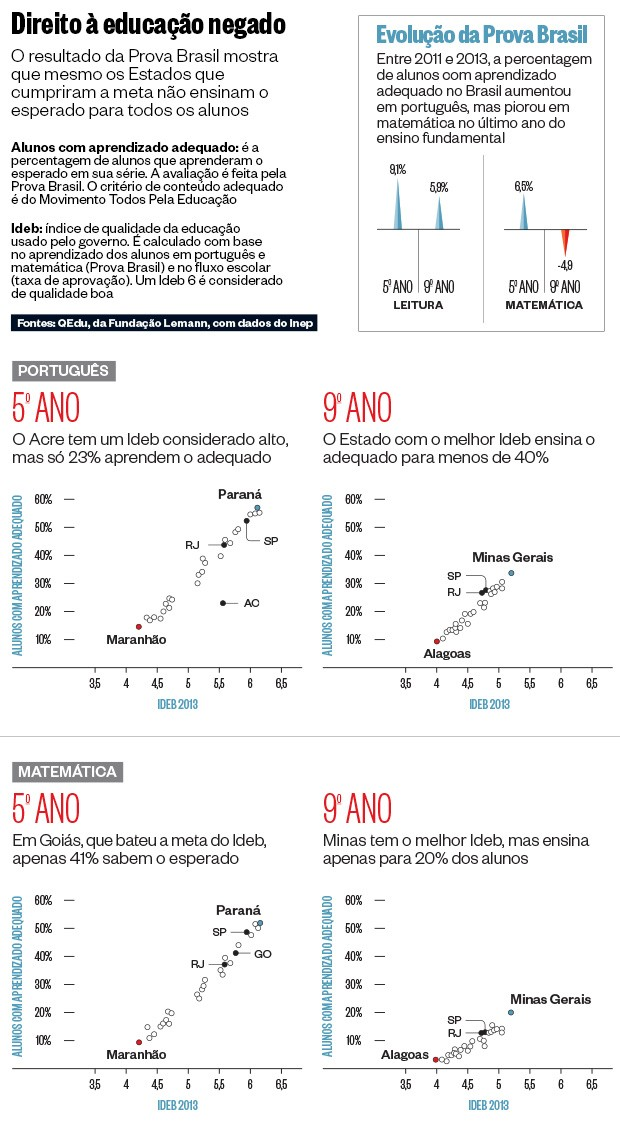 Direito à educação negado
O resultado da Prova Brasil mostra
que mesmo os Estados que
cumpriram a meta não ensinam o
esperado para todos os alunos
Alunos com aprendizado adequado: é a
percentagem de alunos que aprenderam o
esperado em sua série. A avaliação é feita pela
Prova Brasil. O critério de conteúdo adequado
é do Movimento Todos Pela Educação
Ideb: índice de qualidade da educação
usado pelo governo. É calculado com base
no aprendizado dos alunos em português e
matemática (Prova Brasil) e no fluxo escolar
(taxa de aprovação). Um Ideb 6 é considerado
de qualidade boa
Fontes: QEdu, da Fundação Lemann, com dados do Inep
Evolução da Prova Brasil
Entre 2011 e 2013, a percentagem
de alunos com aprendizado
adequado no Brasil aumentou
em português, mas piorou em
matemática no último ano do
ensino fundamental
9,1%
5,9%
5º ANO
9º ANO
LEITURA
6,5%
-4,9
5º ANO
9º ANO
MATEMÁTICA
PORTUGUÊS
5º ANO
O Acre tem um Ideb considerado alto,
mas só 23% aprendem o adequado
ALUNOS COM APRENDIZADO ADEQUADO
60%
50%
40%
30%
20%
10%
Paraná
SP
RJ
AC
Maranhão
3,5
4
4,5
5
5,5
6
6,5
IDEB 2013
9º ANO
O Estado com o melhor Ideb ensina o
adequado para menos de 40%
ALUNOS COM APRENDIZADO ADEQUADO
60%
50%
40%
30%
20%
10%
Minas Gerais
SP
RJ
Alagoas
3,5
4
4,5
5
5,5
6
6,5
IDEB 2013
MATEMÁTICA
5º ANO
Em Goiás, que bateu a meta do Ideb,
apenas 41% sabem o esperado
ALUNOS COM APRENDIZADO ADEQUADO
60%
50%
40%
30%
20%
10%
Paraná
SP
GO
RJ
Maranhão
3,5
4
4,5
5
5,5
6
6,5
IDEB 2013
9º ANO
Minas tem o melhor Ideb, mas ensina
apenas para 20% dos alunos
ALUNOS COM APRENDIZADO ADEQUADO
60%
50%
40%
30%
20%
10%
Minas Gerais
SP
RJ
Alagoas
3,5
4
4,5
5
5,5
6
6,5
IDEB 2013